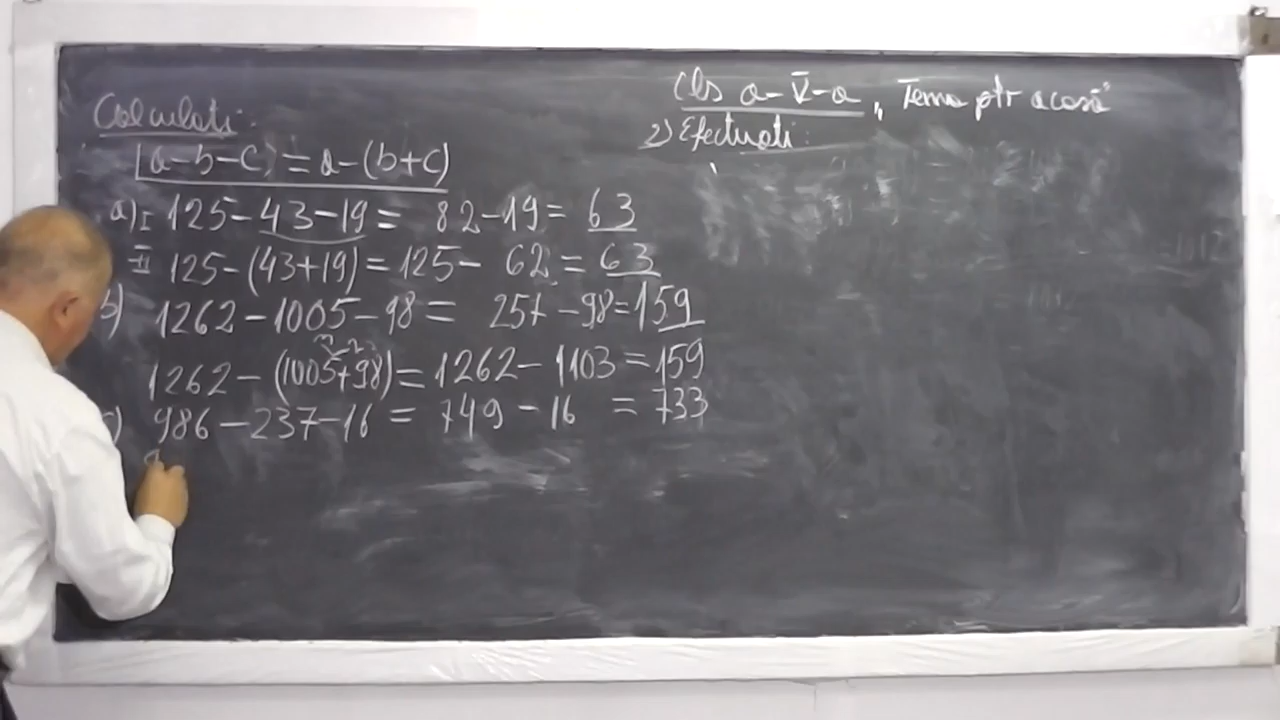 Calculati:
a-b-c = a-(b+c)
a) I 125-43-19= 82-19= 63
II 125-(43+19)=125- 62 = 63
b) 1262-1005-98= 257-98=159
1262-(1005+98)=1262-1103=159
c) 986-237-16= 749-16 = 733
Cls a-V-a „Tema ptr acasă"
2) Efectuati: